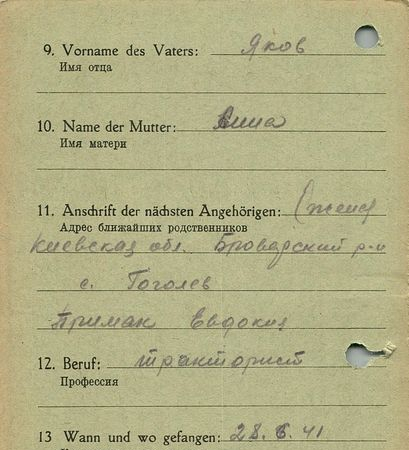 9. Vorname des Vaters: Яков
Имя отца
10. Name der Mutter: Анна
Имя матери
11. Anschrift der nächsten Angehörigen: (жена)
Адрес ближайших родственников
Киевская обл. Броварский р-н
с. Гоголев
Примак Евдокия
12. Beruf: тракторист
Профессия
13 Wann und wo gefangen: 28. 6. 41